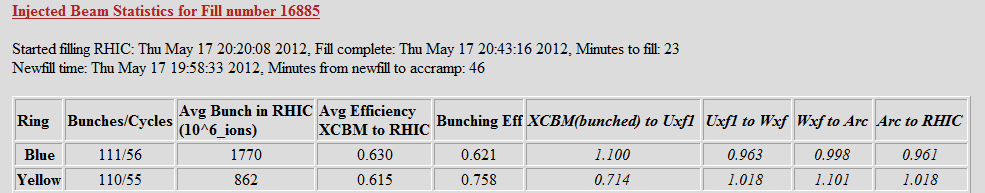 Injected Beam Statistics for Fill number 16885
Started filling RHIC: Thu May 17 20:20:08 2012, Fill complete: Thu May 17 20:43:16 2012, Minutes to fill: 23
Newfill time: Thu May 17 19:58:33 2012, Minutes from newfill to accramp: 46
Ring Bunches/Cycles Avg Bunch in RHIC (10^6_ions) Avg Efficiency XCBM to RHIC Bunching Eff XCBM(bunched) to Uxf1 Uxf1 to Wxf Wxf to Arc Arc to RHIC
Blue 111/56 1770 0.630 0.621 1.100 0.963 0.998 0.961
Yellow 110/55 862 0.615 0.758 0.714 1.018 1.101 1.018